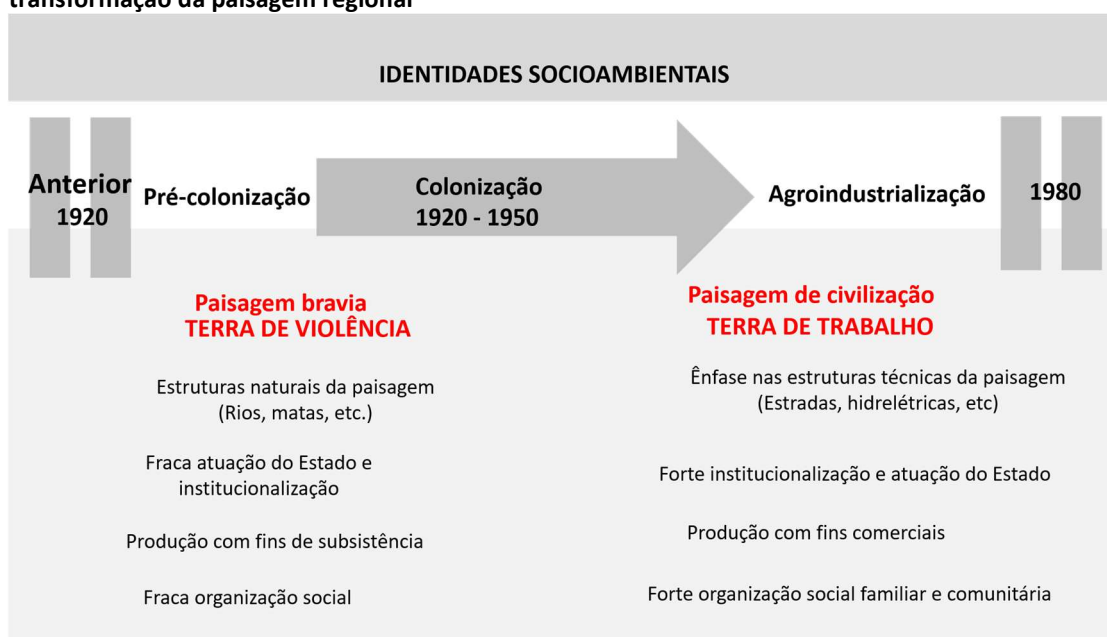 transformação da paisagem regional
IDENTIDADES SOCIOAMBIENTAIS
Anterior
1920
Pré-colonização
Colonização
1920 - 1950
Agroindustrialização
1980
Paisagem bravia
TERRA DE VIOLÊNCIA
Estruturas naturais da paisagem
(Rios, matas, etc.)
Fraca atuação do Estado e
institucionalização
Produção com fins de subsistência
Fraca organização social
Paisagem de civilização
TERRA DE TRABALHO
Ênfase nas estruturas técnicas da paisagem
(Estradas, hidrelétricas, etc)
Forte institucionalização e atuação do Estado
Produção com fins comerciais
Forte organização social familiar e comunitária